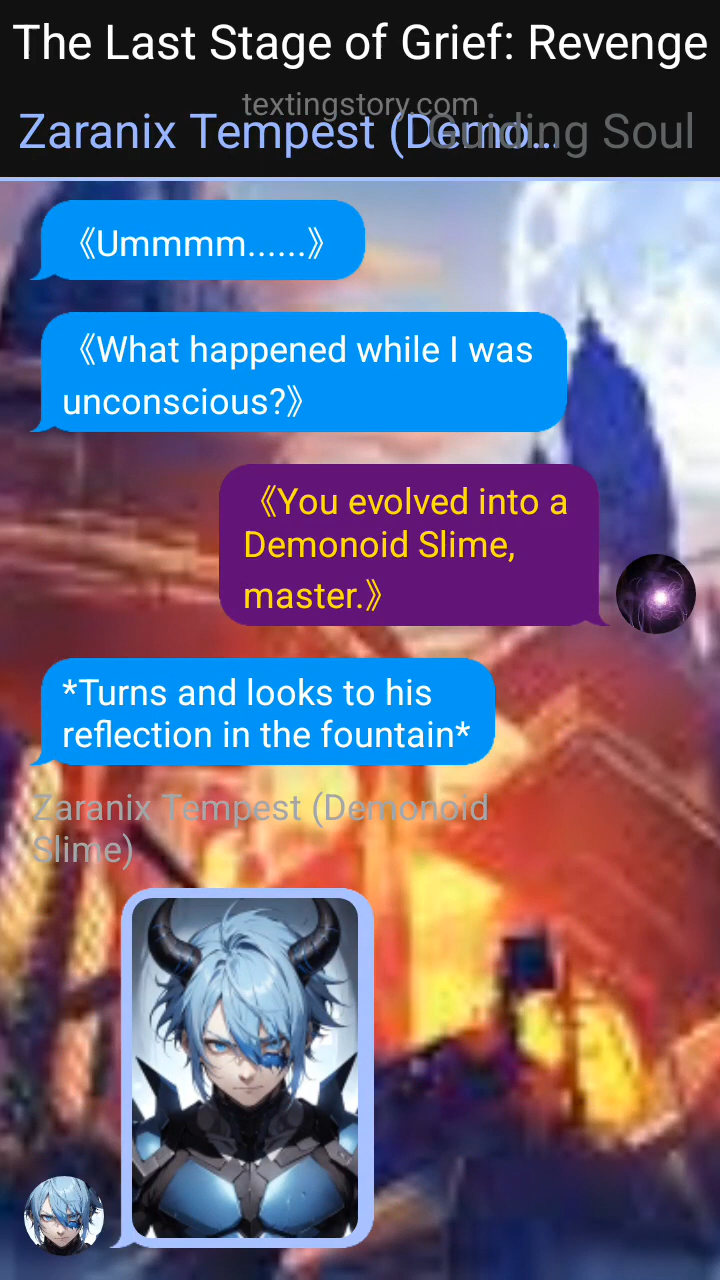 The Last Stage of Grief: Revenge
textingstory.com
Zaranix Tempest (Demo...
Guiding Soul
《Ummmm......》
《What happened while I was
unconscious?》
《You evolved into a
Demonoid Slime,
master.》
*Turns and looks to his
reflection in the fountain*
Zaranix Tempest (Demonoid
Slime)